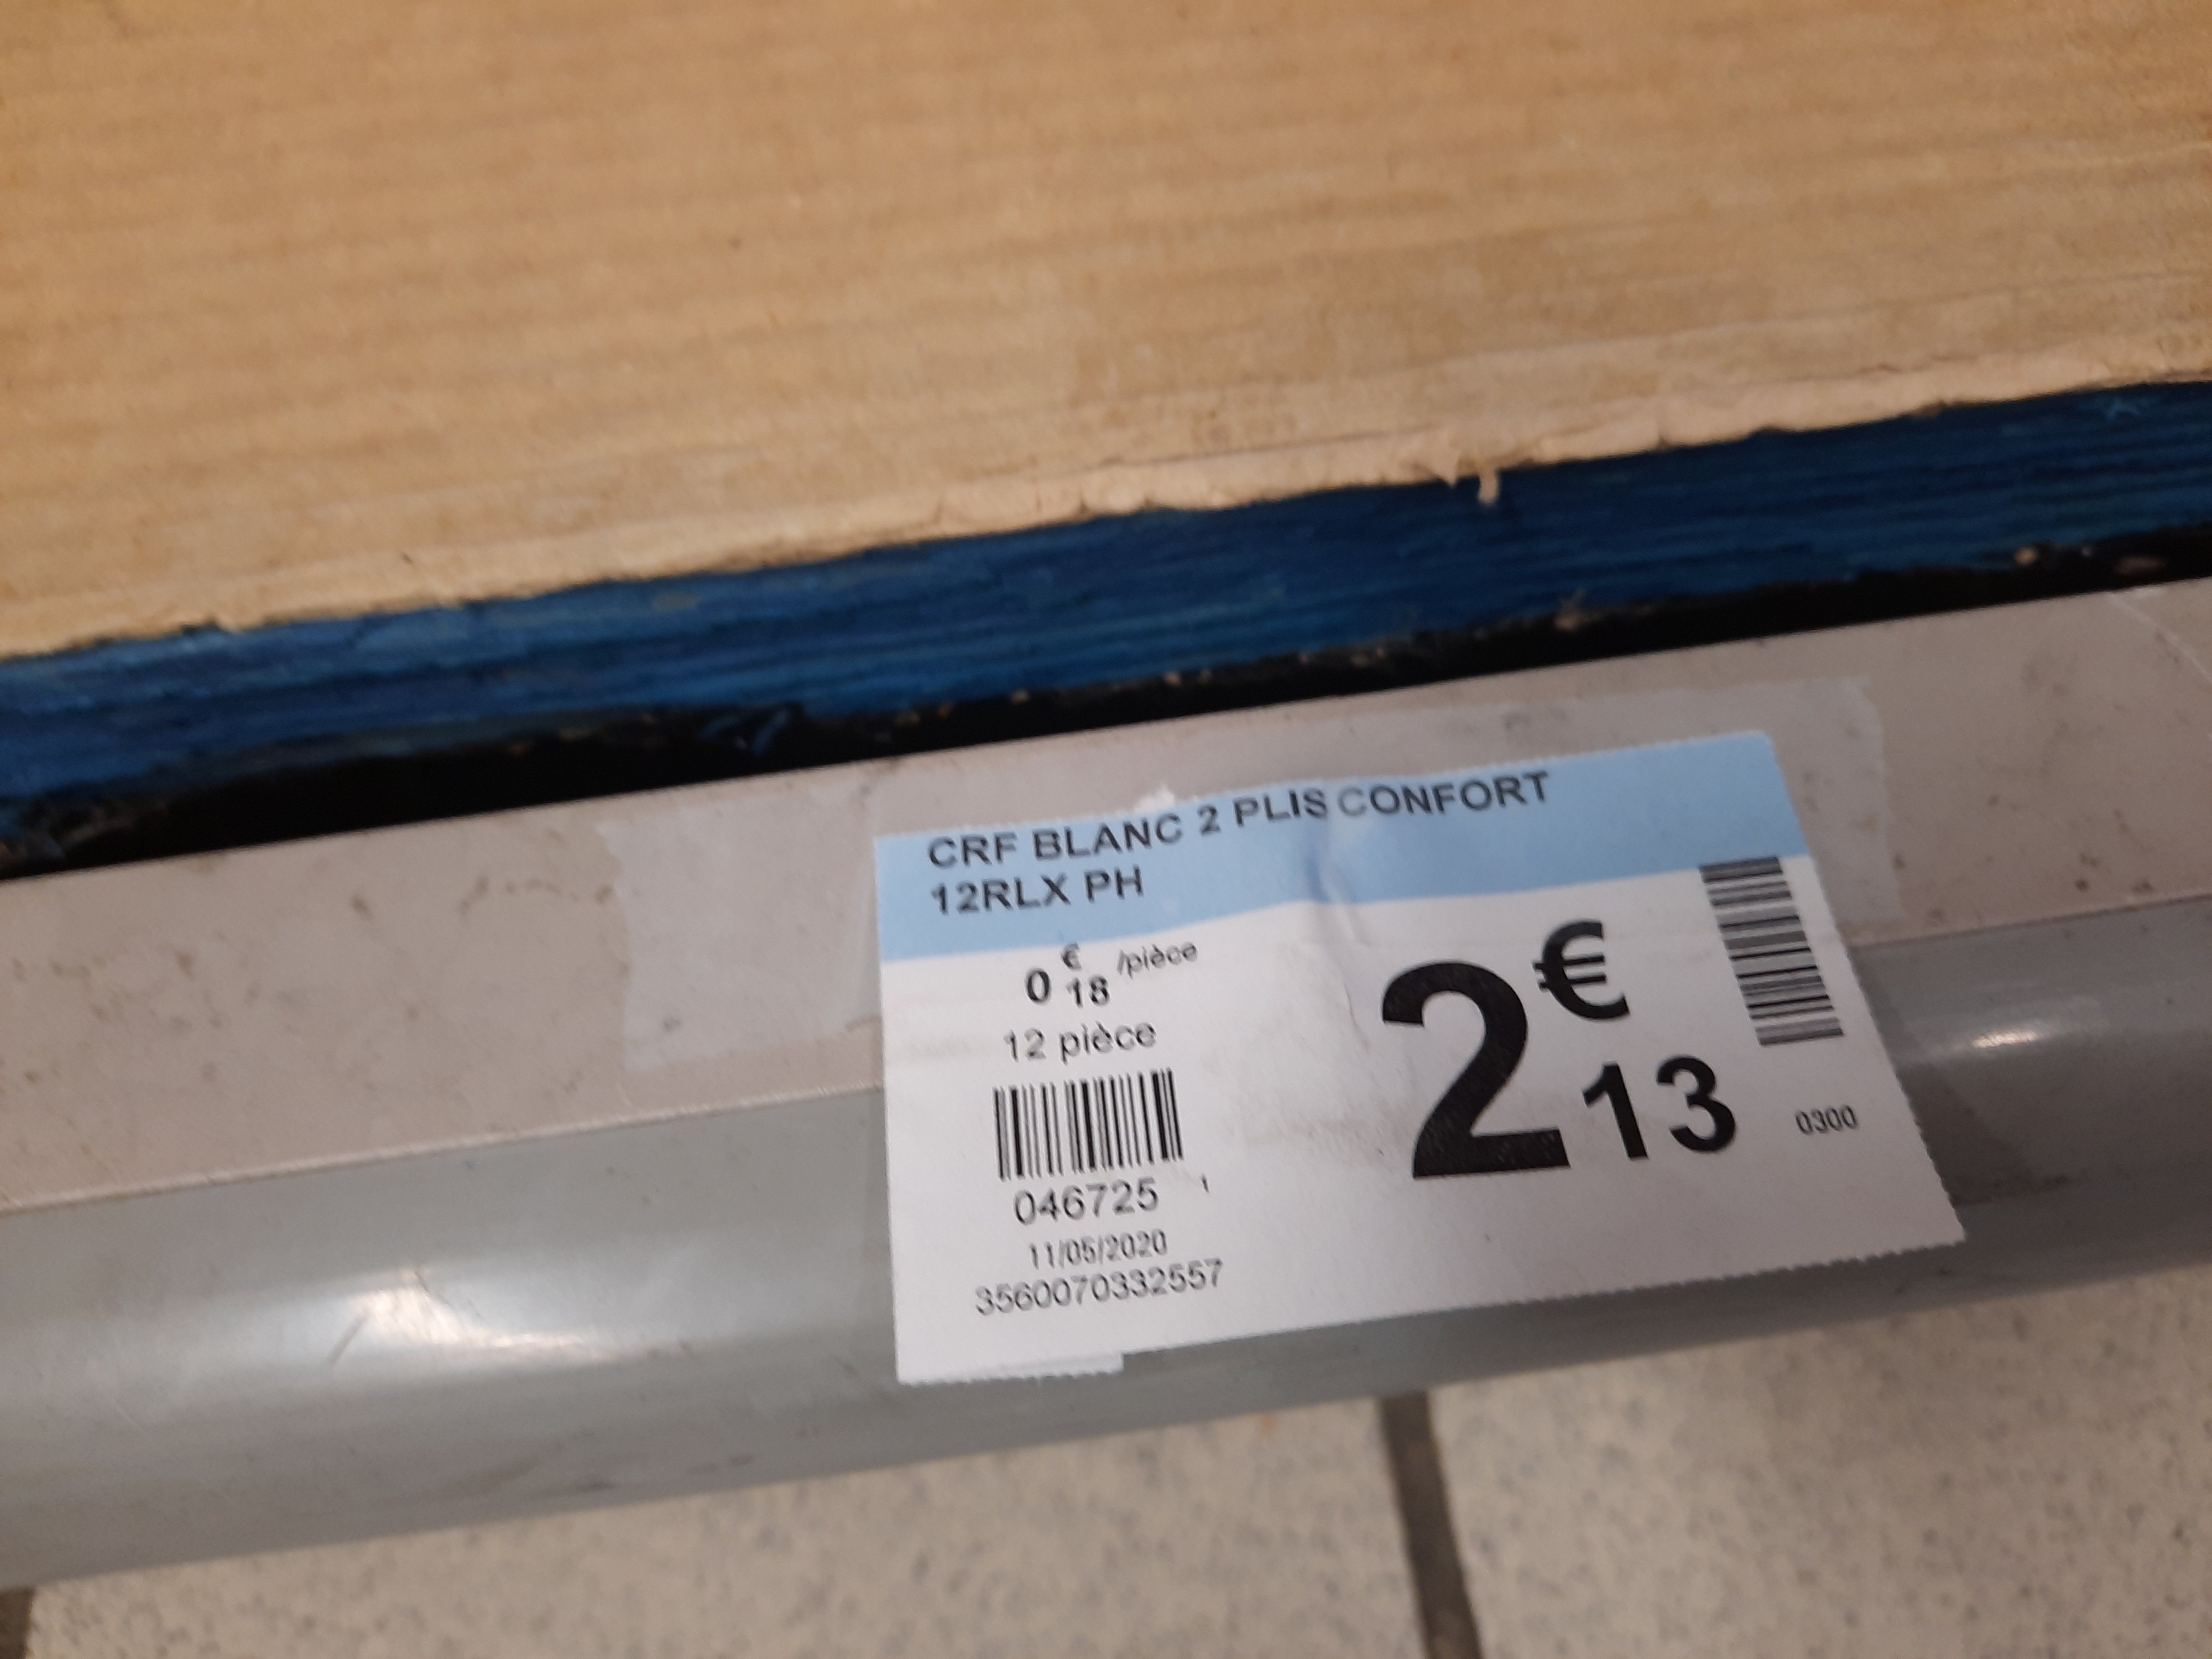 CRF BLANC 2 PLIS CONFORT
12RLX PH
0 € 18 /pièce
12 pièce
2 € 13
0300
046725 1
11/05/2020
3560070332557